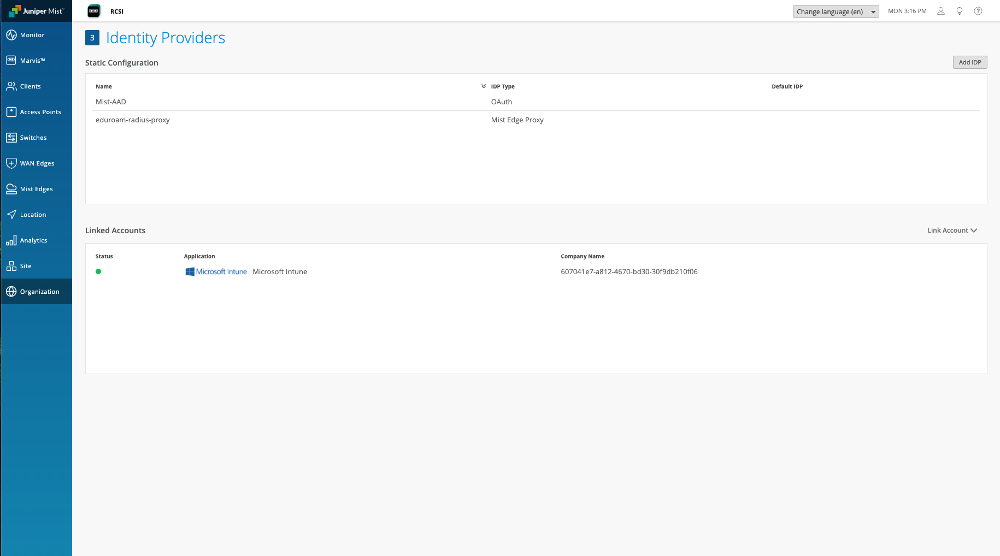 Juniper Mist™
RCSI
Change language (en)
MON 3:16 PM
Monitor
Marvis™
Clients
Access Points
Switches
WAN Edges
Mist Edges
Location
Analytics
Site
Organization
3 Identity Providers
Static Configuration
Add IDP
Name IDP Type Default IDP
Mist-AAD OAuth
eduroam-radius-proxy Mist Edge Proxy
Linked Accounts
Link Account
Status Application Company Name
Microsoft Intune Microsoft Intune 607041e7-a812-4670-bd30-30f9db210f06